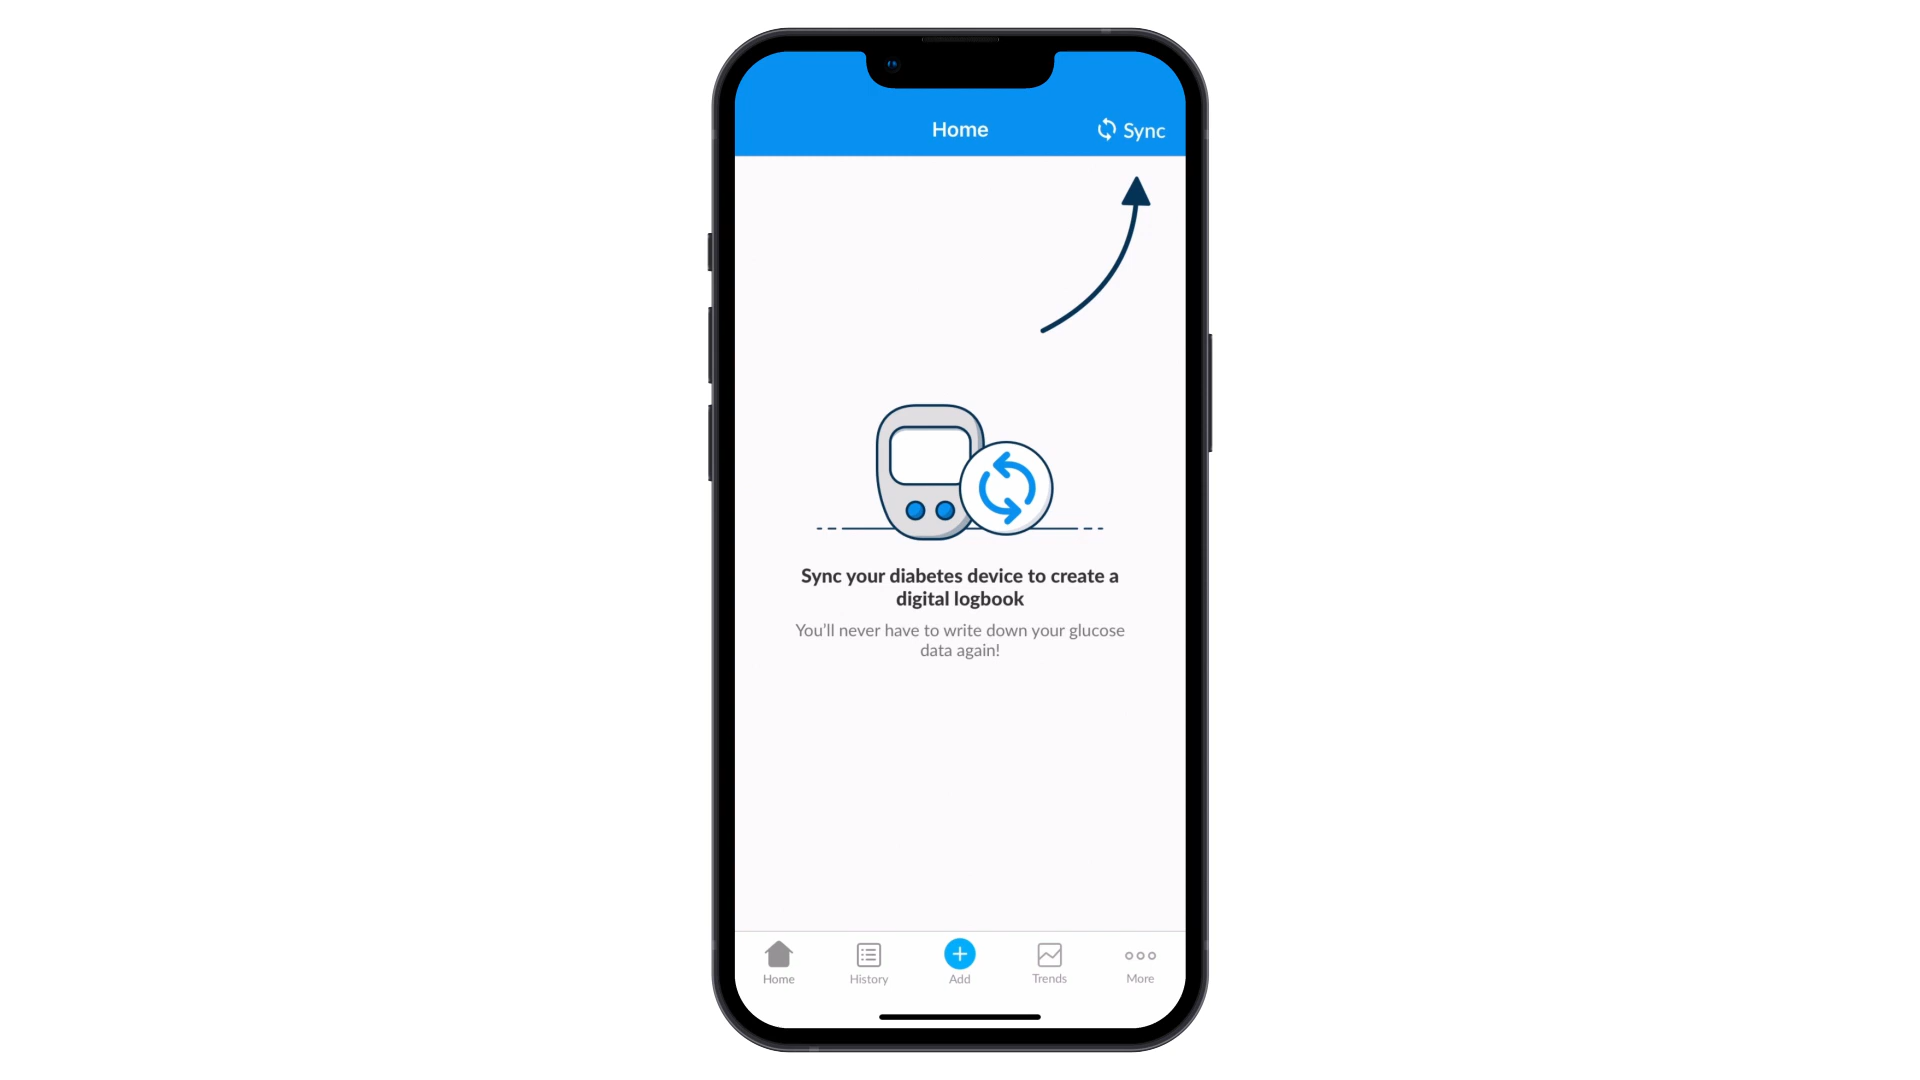 Home
Sync
Sync your diabetes device to create a
digital logbook
You'll never have to write down your glucose
data again!
Home
History
Add
Trends
More